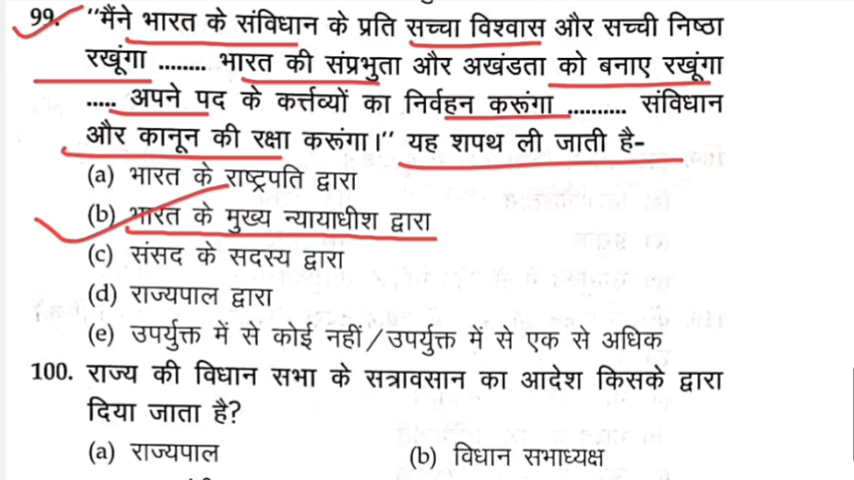 99. "मैंने भारत के संविधान के प्रति सच्चा विश्वास और सच्ची निष्ठा
रखूंगा ........ भारत की संप्रभुता और अखंडता को बनाए रखूंगा
..... अपने पद के कर्त्तव्यों का निर्वहन करूंगा .......... संविधान
और कानून की रक्षा करूंगा।" यह शपथ ली जाती है-
(a) भारत के राष्ट्रपति द्वारा
(b) भारत के मुख्य न्यायाधीश द्वारा
(c) संसद के सदस्य द्वारा
(d) राज्यपाल द्वारा
(e) उपर्युक्त में से कोई नहीं/उपर्युक्त में से एक से अधिक
100. राज्य की विधान सभा के सत्रावसान का आदेश किसके द्वारा
दिया जाता है?
(a) राज्यपाल (b) विधान सभाध्यक्ष